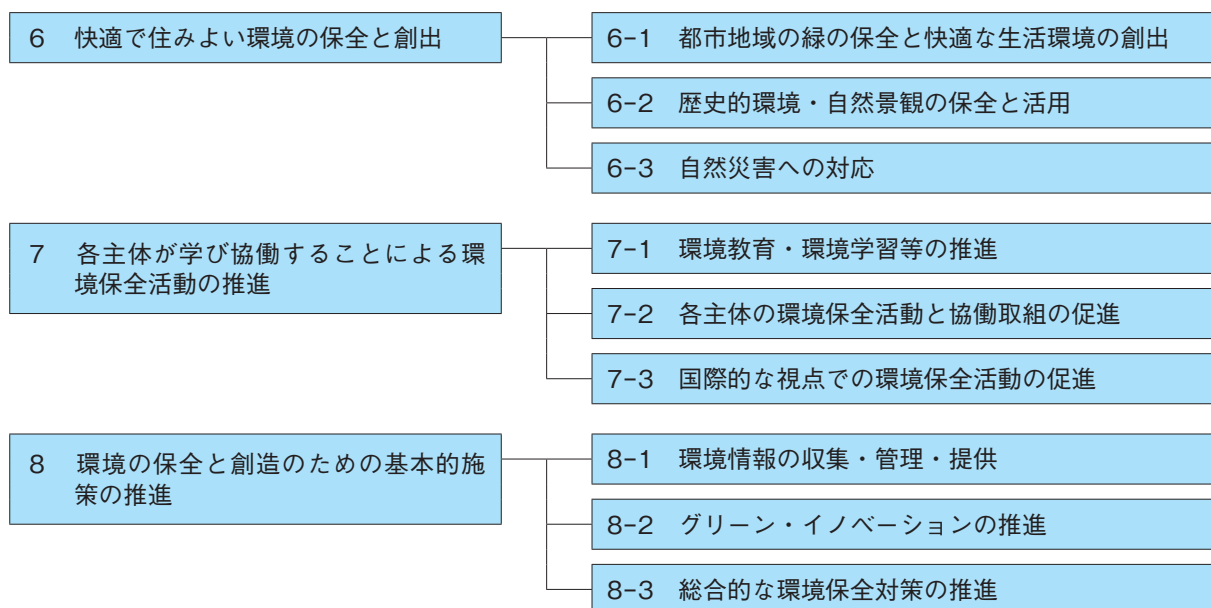 6 快適で住みよい環境の保全と創出
6-1 都市地域の緑の保全と快適な生活環境の創出
6-2 歴史的環境・自然景観の保全と活用
6-3 自然災害への対応
7 各主体が学び協働することによる環
境保全活動の推進
7-1 環境教育・環境学習等の推進
7-2 各主体の環境保全活動と協働取組の促進
7-3 国際的な視点での環境保全活動の促進
8 環境の保全と創造のための基本的施
策の推進
8-1 環境情報の収集・管理・提供
8-2 グリーン・イノベーションの推進
8-3 総合的な環境保全対策の推進